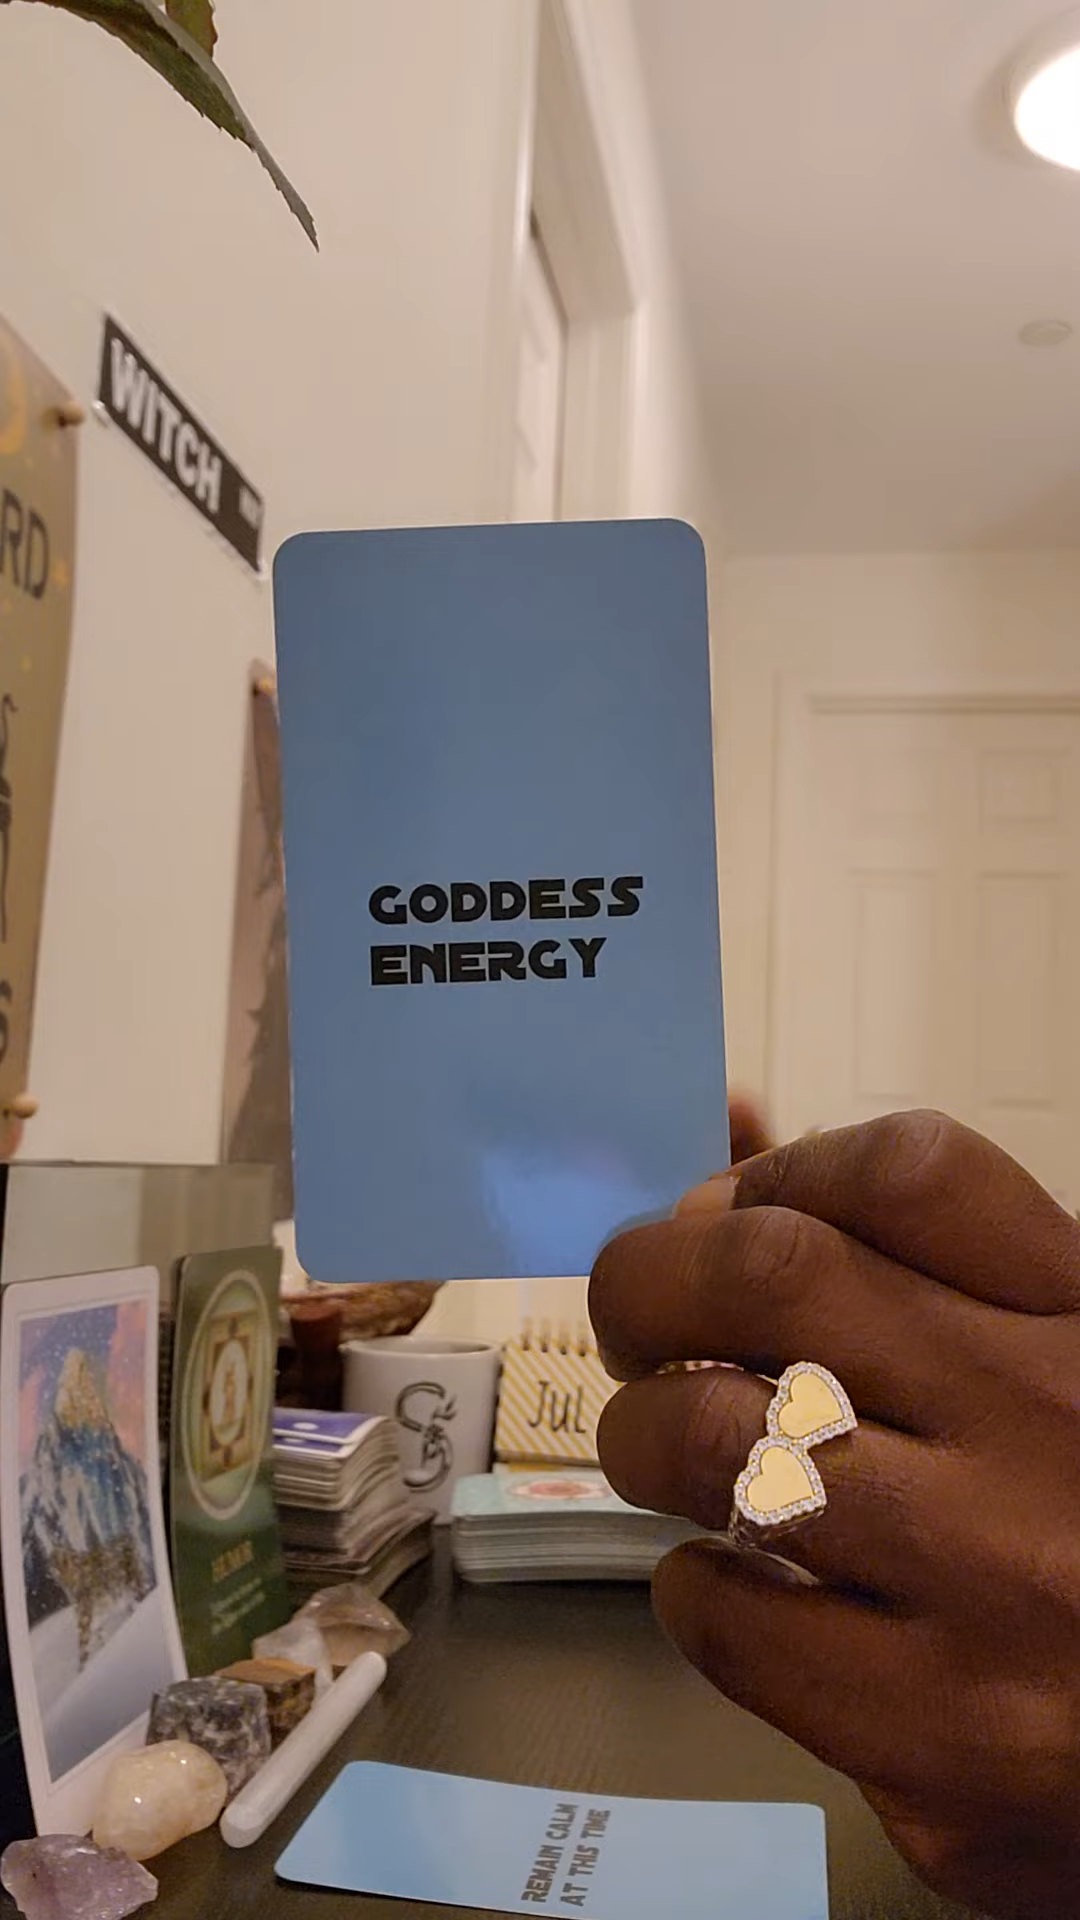 WITCH
RD
GODDESS
ENERGY
Jul
REMAIN CALM
AT THIS TIME